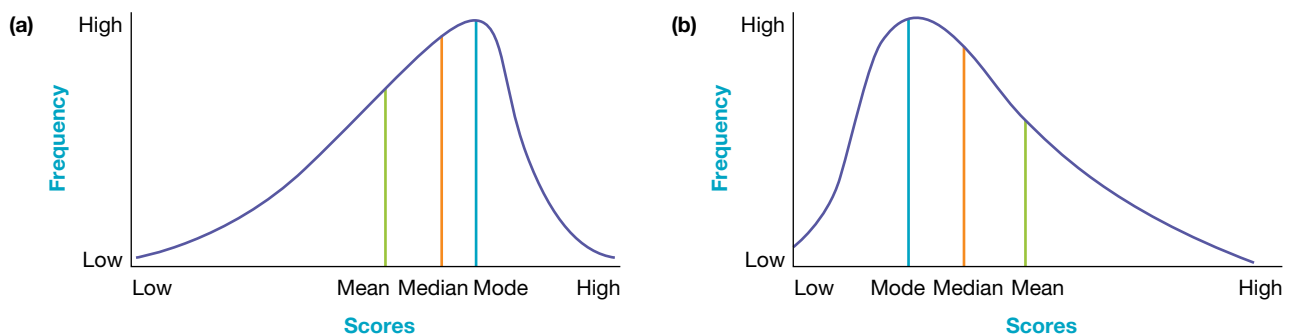 (a)
High
Frequency
Low
Low Mean Median Mode High
Scores
(b)
High
Frequency
Low
Low Mode Median Mean High
Scores